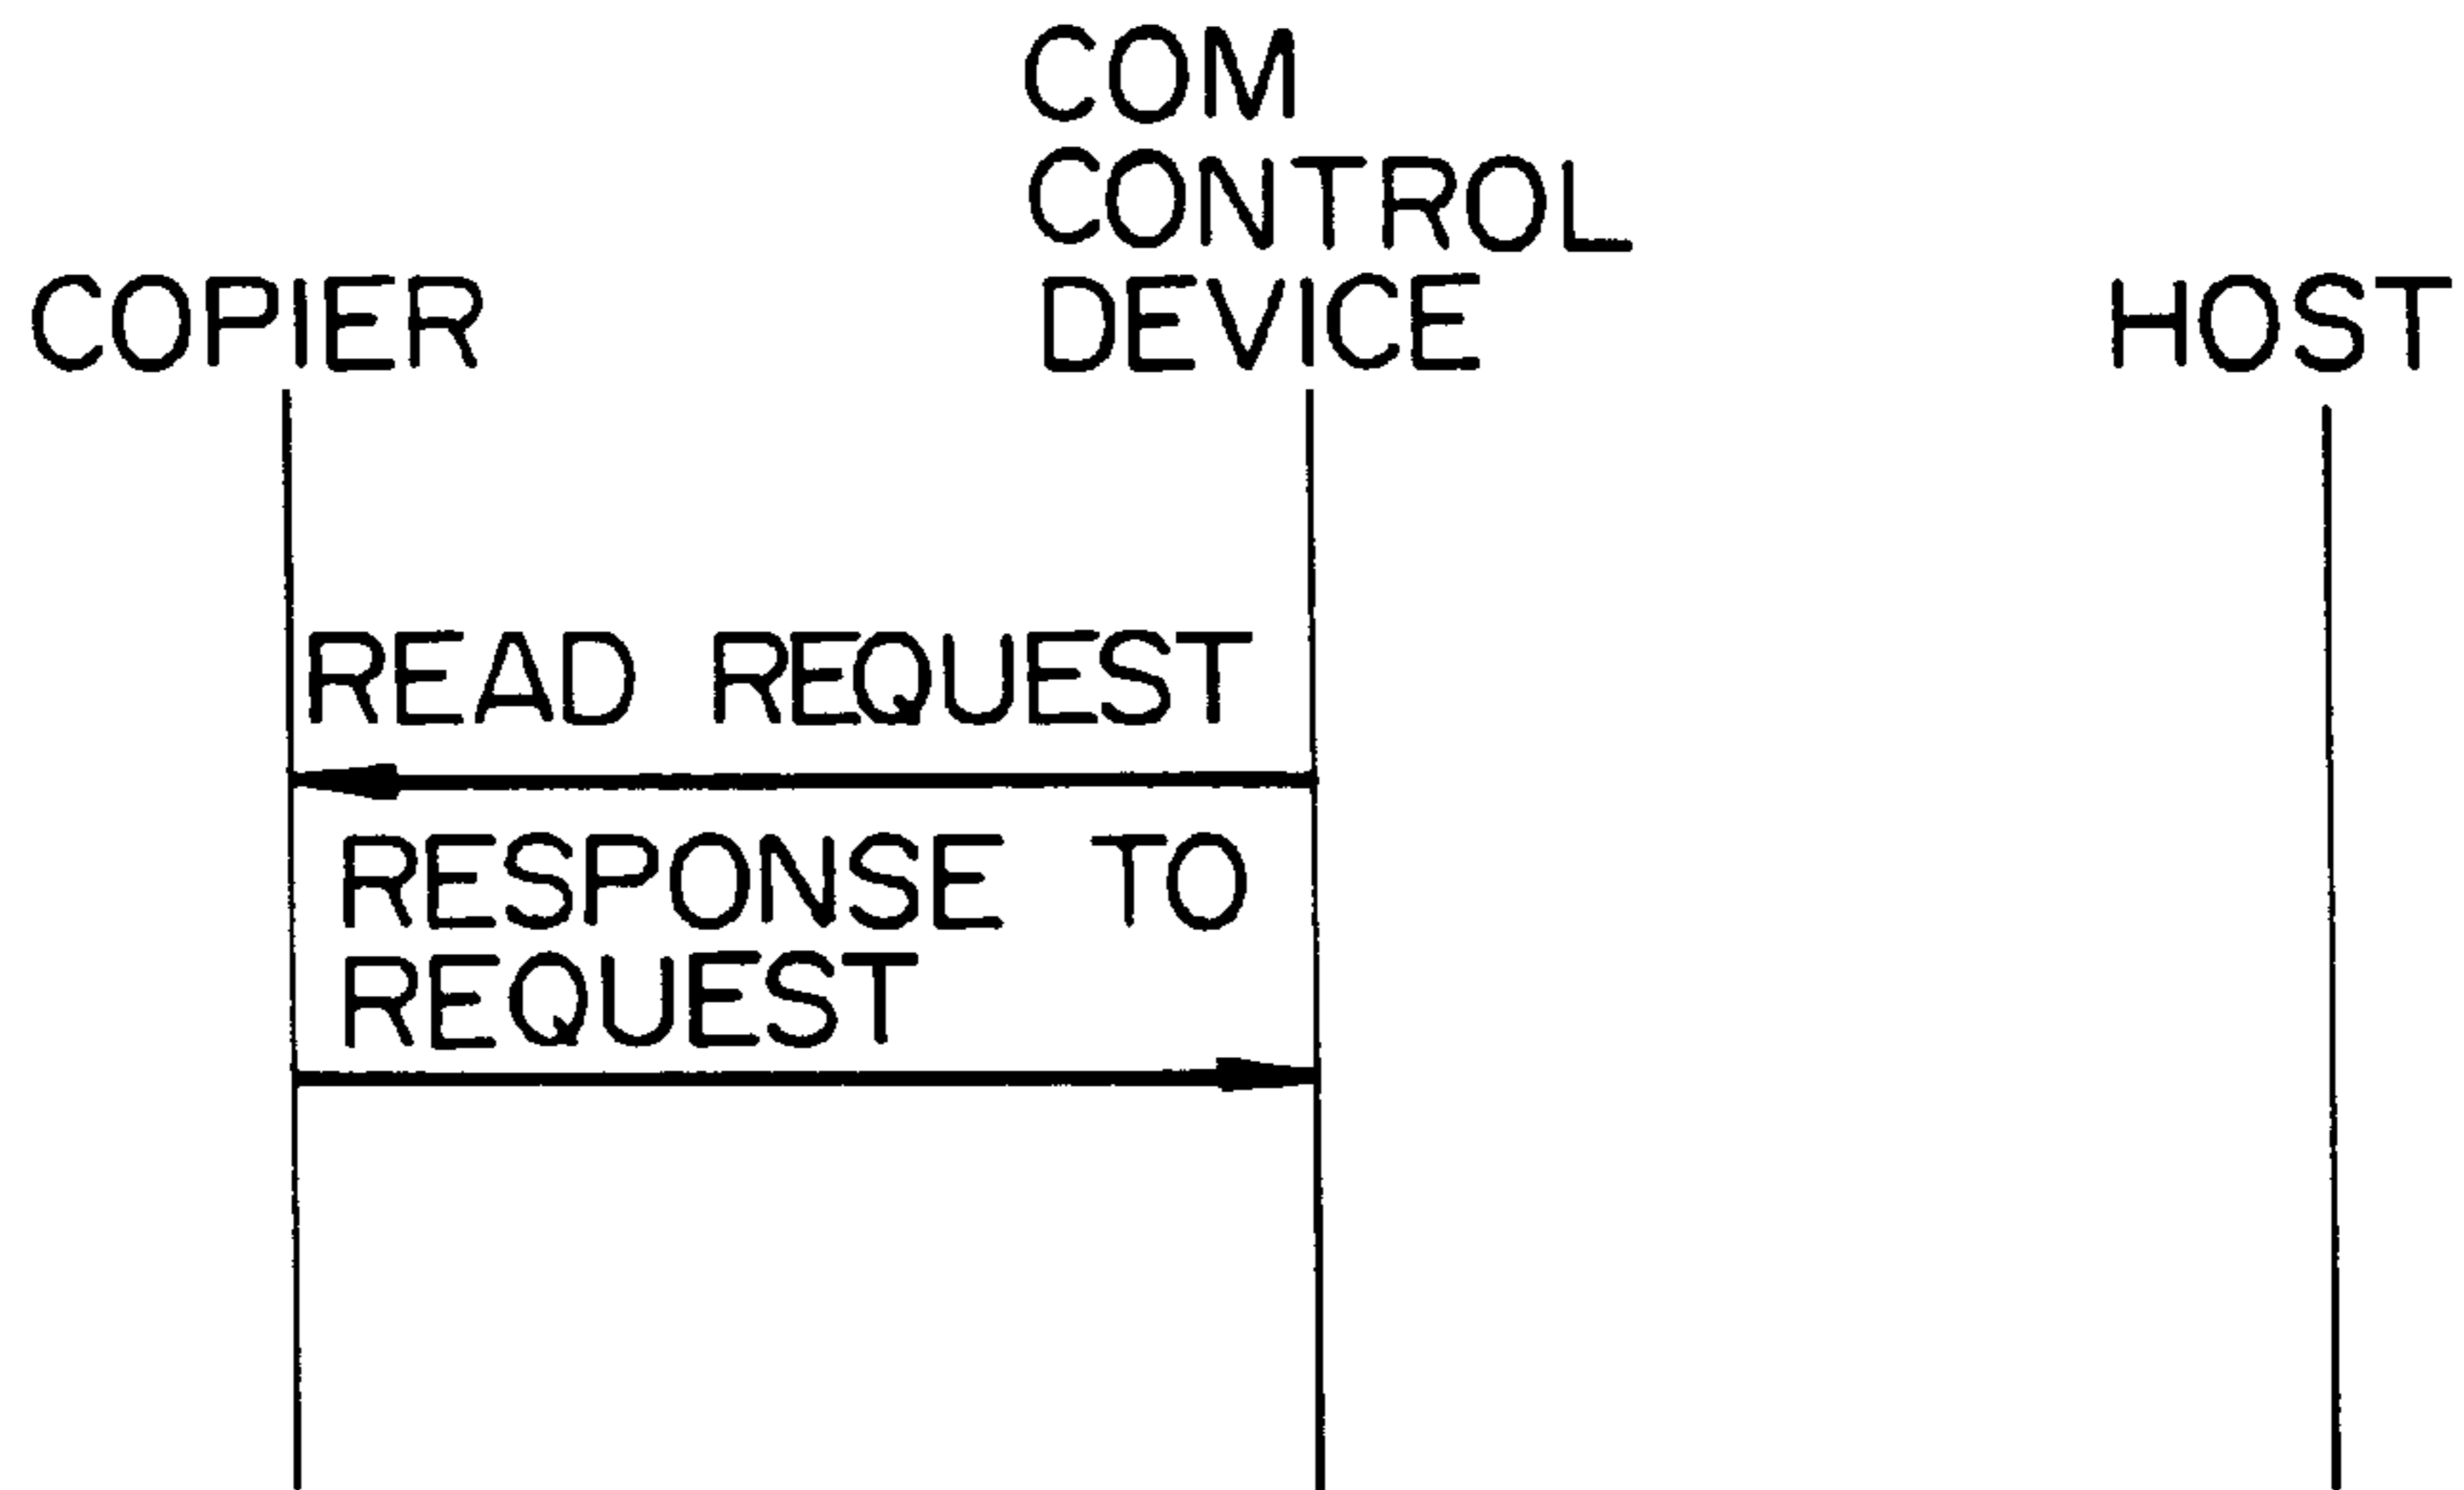 COM
CONTROL
COPIER DEVICE HOST
READ REQUEST
RESPONSE TO
REQUEST